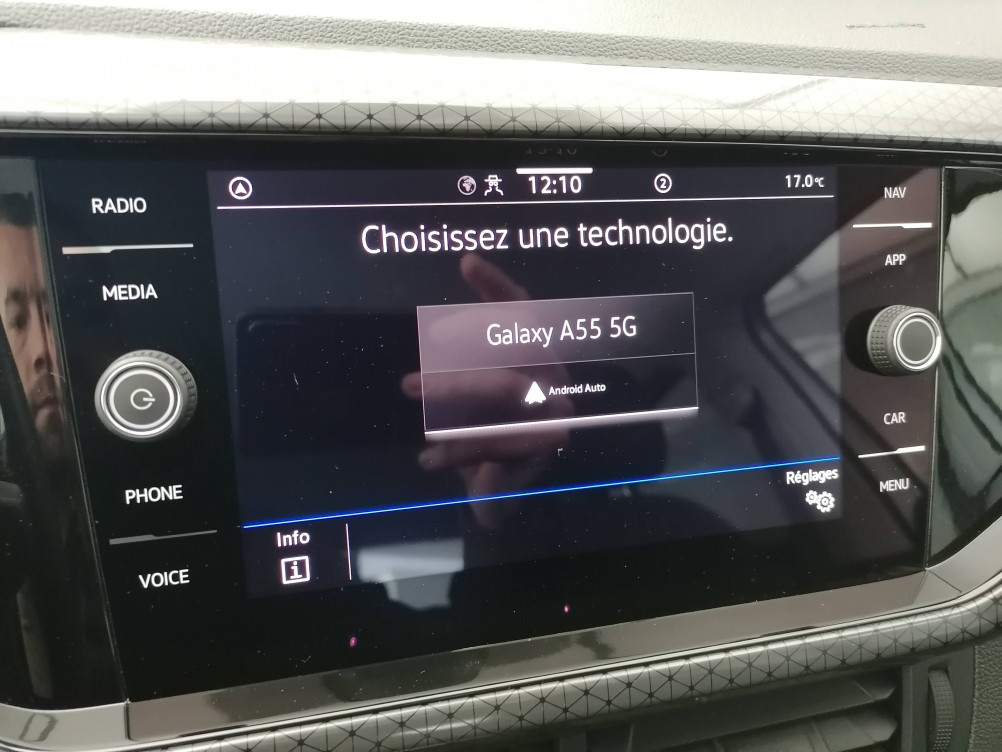 RADIO
MEDIA
PHONE
VOICE
12:10
2
17.0°C
Choisissez une technologie.
Galaxy A55 5G
Android Auto
Réglages
Info
i
NAV
APP
CAR
MENU